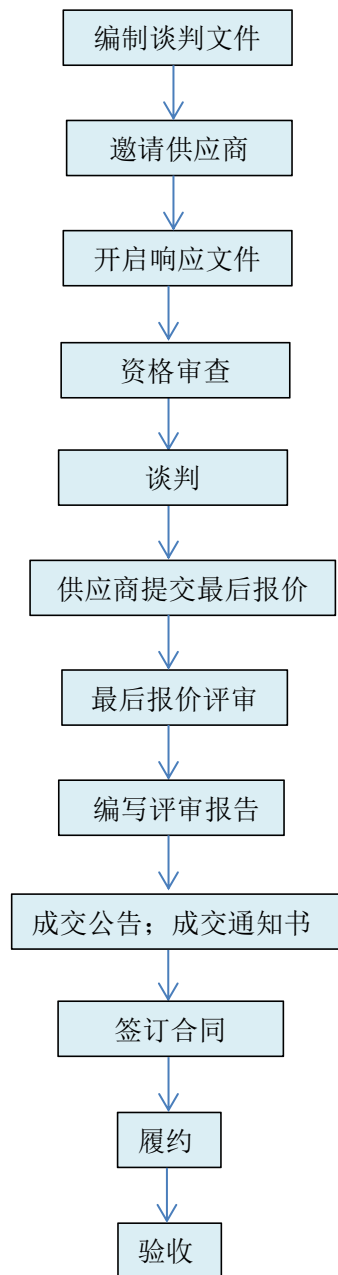 编制谈判文件
邀请供应商
开启响应文件
资格审查
谈判
供应商提交最后报价
最后报价评审
编写评审报告
成交公告；成交通知书
签订合同
履约
验收